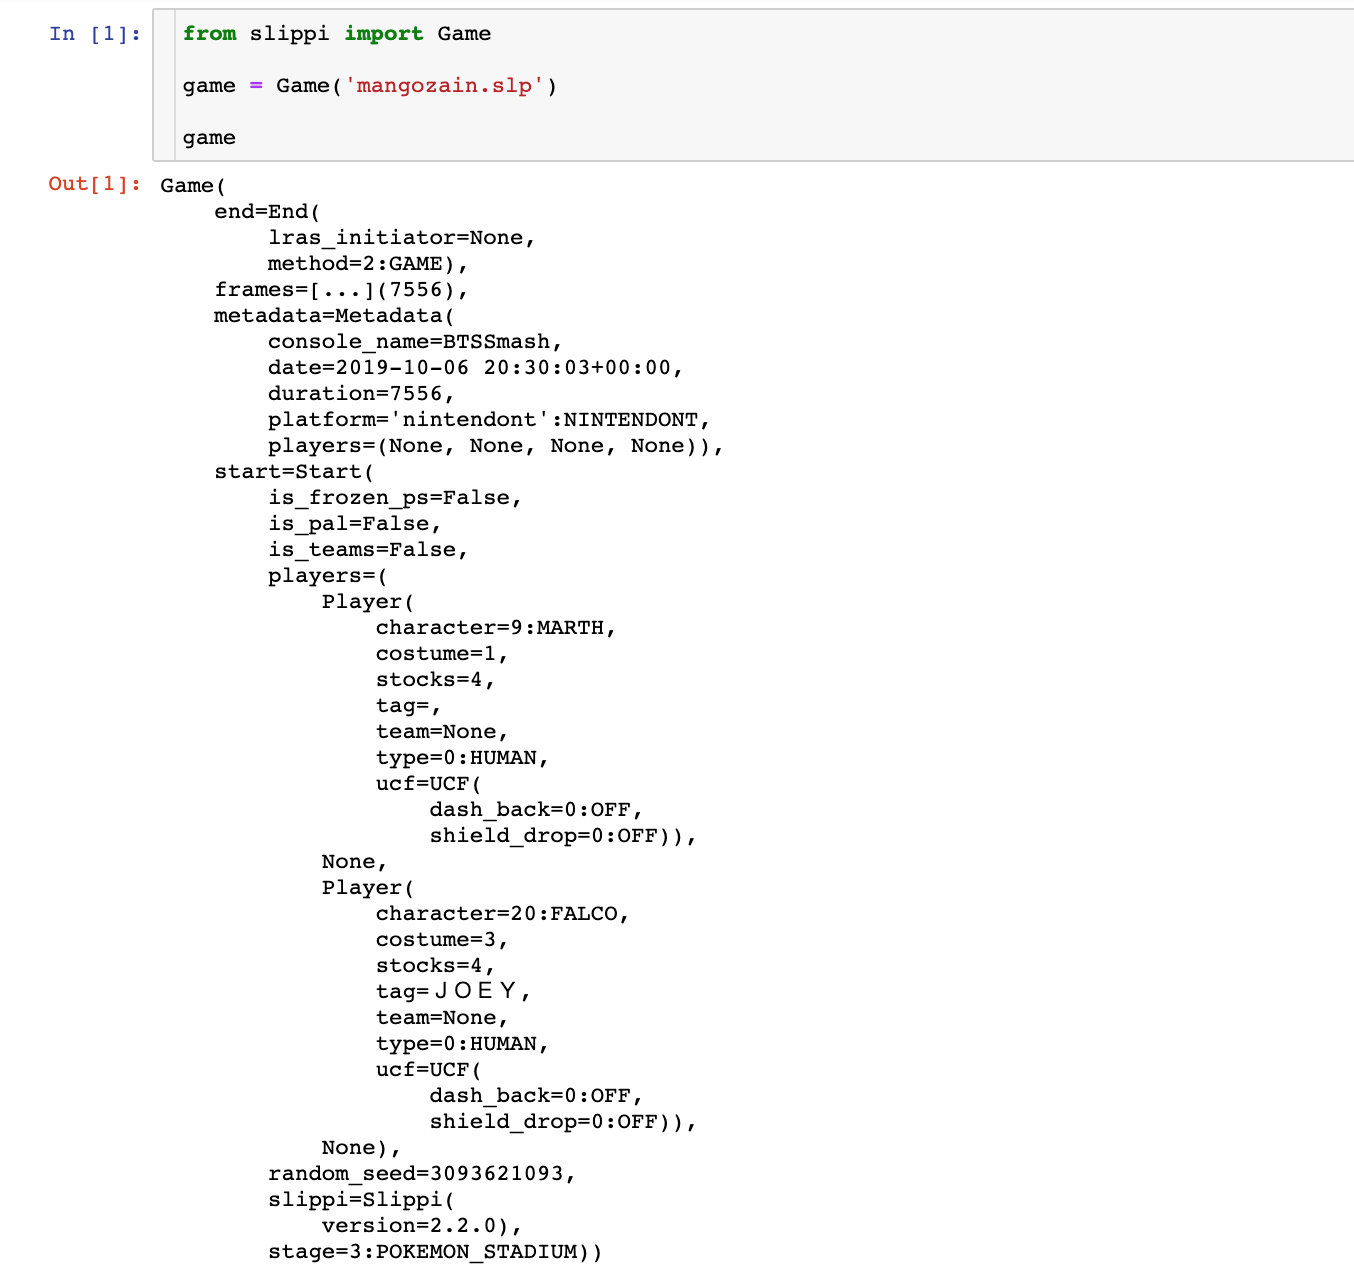 In [1]:
from slippi import Game
game = Game('mangozain.slp')
game
Out[1]:
Game(
    end=End(
        lras_initiator=None,
        method=2:GAME),
    frames=[...](7556),
    metadata=Metadata(
        console_name=BTSSmash,
        date=2019-10-06 20:30:03+00:00,
        duration=7556,
        platform='nintendont':NINTENDONT,
        players=(None, None, None, None)),
    start=Start(
        is_frozen_ps=False,
        is_pal=False,
        is_teams=False,
        players=(
            Player(
                character=9:MARTH,
                costume=1,
                stocks=4,
                tag=,
                team=None,
                type=0:HUMAN,
                ucf=UCF(
                    dash_back=0:OFF,
                    shield_drop=0:OFF)),
            None,
            Player(
                character=20:FALCO,
                costume=3,
                stocks=4,
                tag=ＪＯＥＹ,
                team=None,
                type=0:HUMAN,
                ucf=UCF(
                    dash_back=0:OFF,
                    shield_drop=0:OFF)),
            None),
        random_seed=3093621093,
        slippi=Slippi(
            version=2.2.0),
        stage=3:POKEMON_STADIUM))